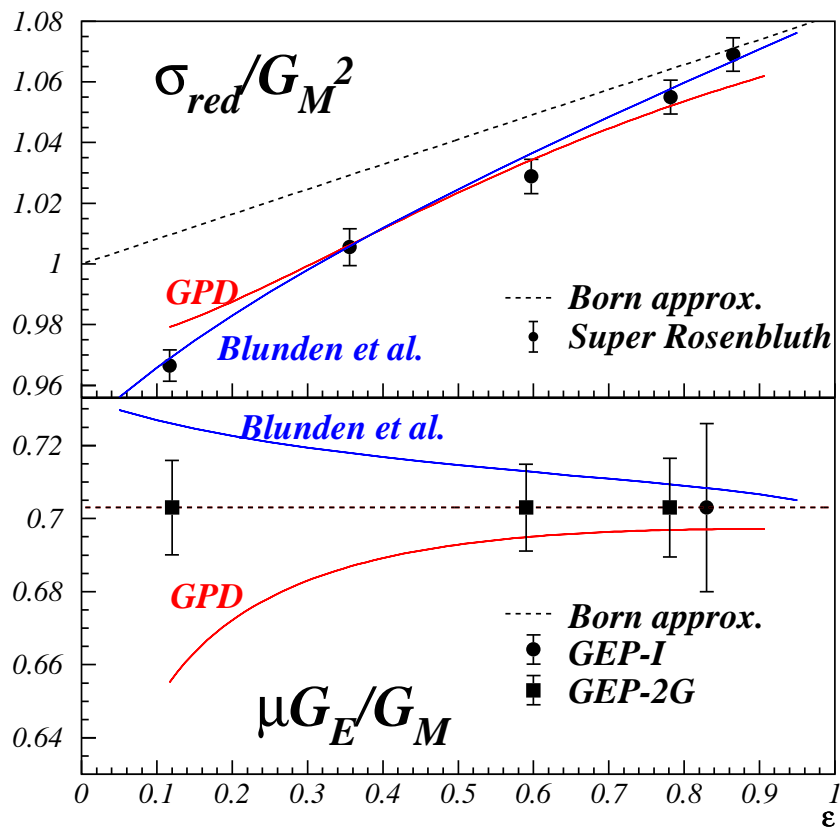 1.08
σred/GM2
1.06
1.04
1.02
1
GPD
Born approx.
0.98
Super Rosenbluth
Blunden et al.
0.96
Blunden et al.
0.72
0.7
GPD
0.68
Born approx.
GEP-I
0.66
GEP-2G
μGE/GM
0.64
0 0.1 0.2 0.3 0.4 0.5 0.6 0.7 0.8 0.9 1
ε